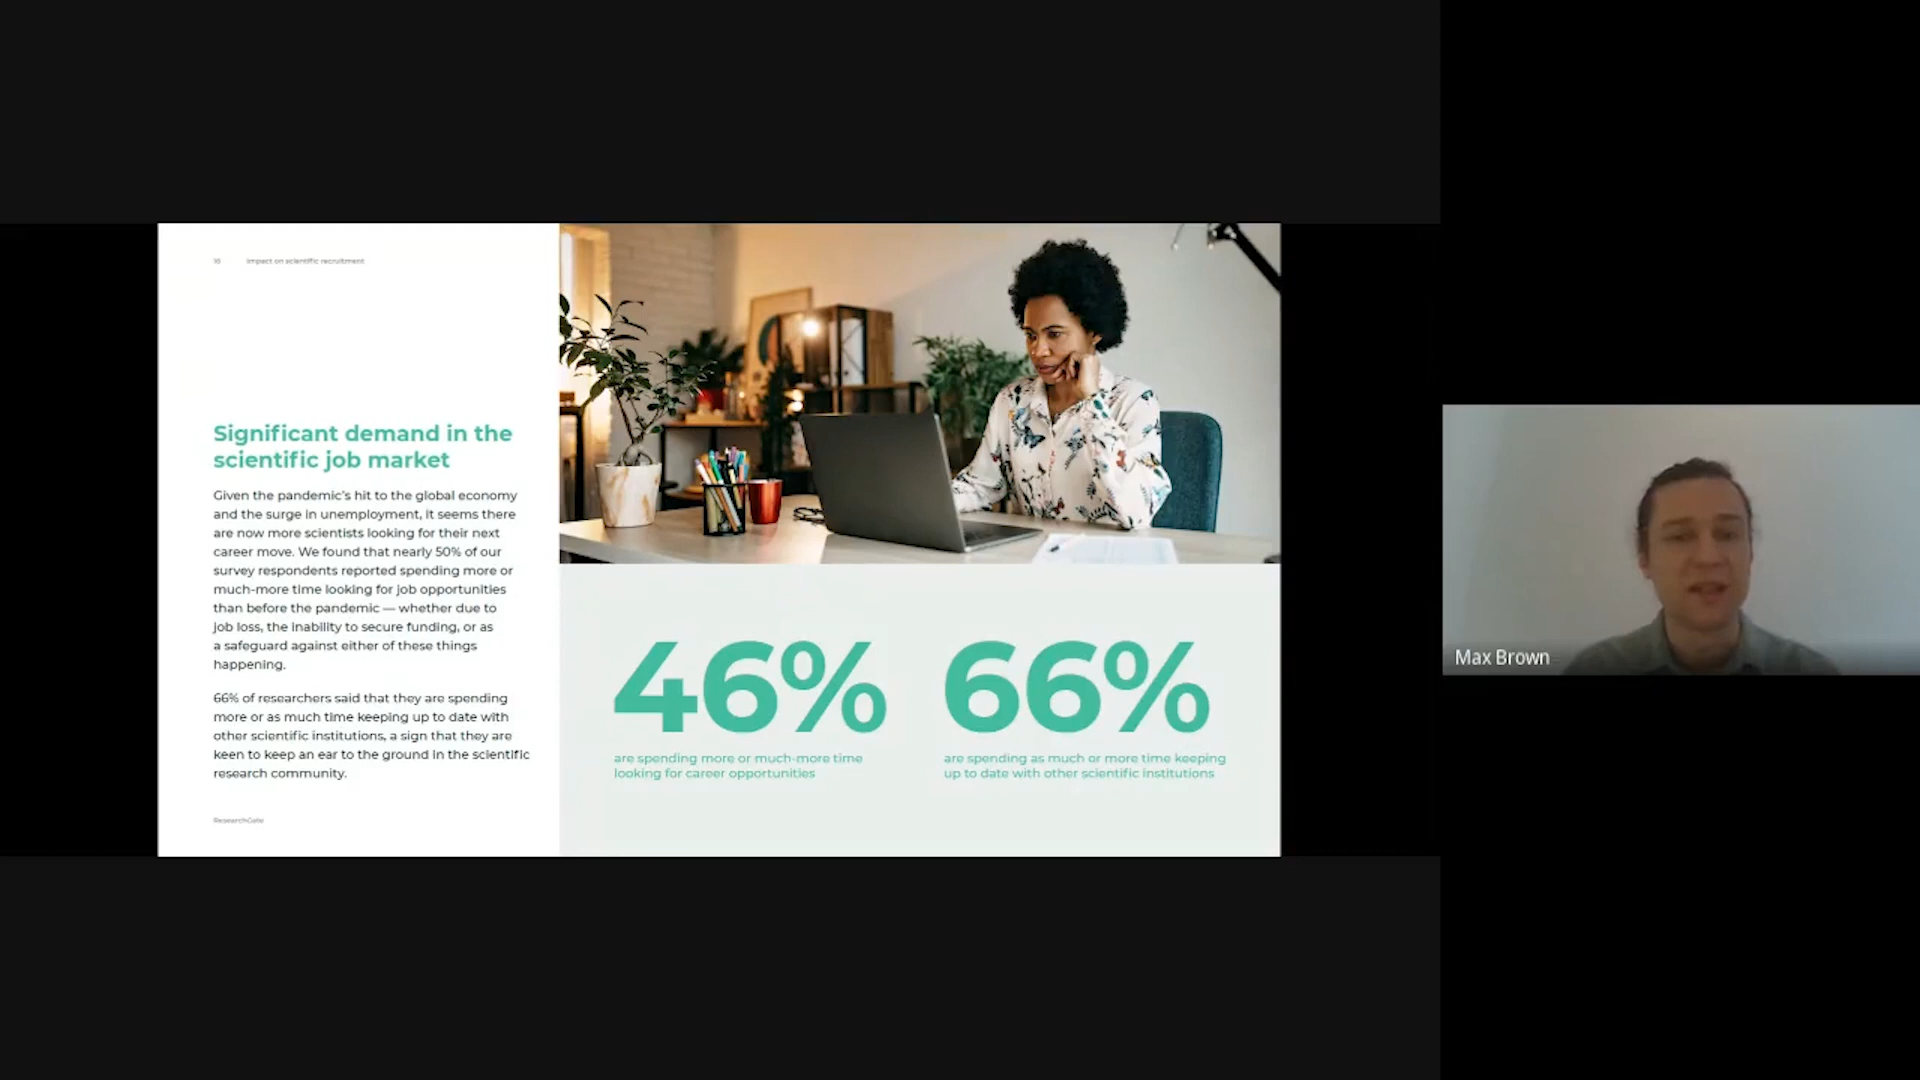 10 Impact on scientific recruitment
Significant demand in the
scientific job market
Given the pandemic's hit to the global economy
and the surge in unemployment, it seems there
are now more scientists looking for their next
career move. We found that nearly 50% of our
survey respondents reported spending more or
much-more time looking for job opportunities
than before the pandemic — whether due to
job loss, the inability to secure funding, or as
a safeguard against either of these things
happening.
66% of researchers said that they are spending
more or as much time keeping up to date with
other scientific institutions, a sign that they are
keen to keep an ear to the ground in the scientific
research community.
ResearchGate
46%
are spending more or much-more time
looking for career opportunities
66%
are spending as much or more time keeping
up to date with other scientific institutions
Max Brown